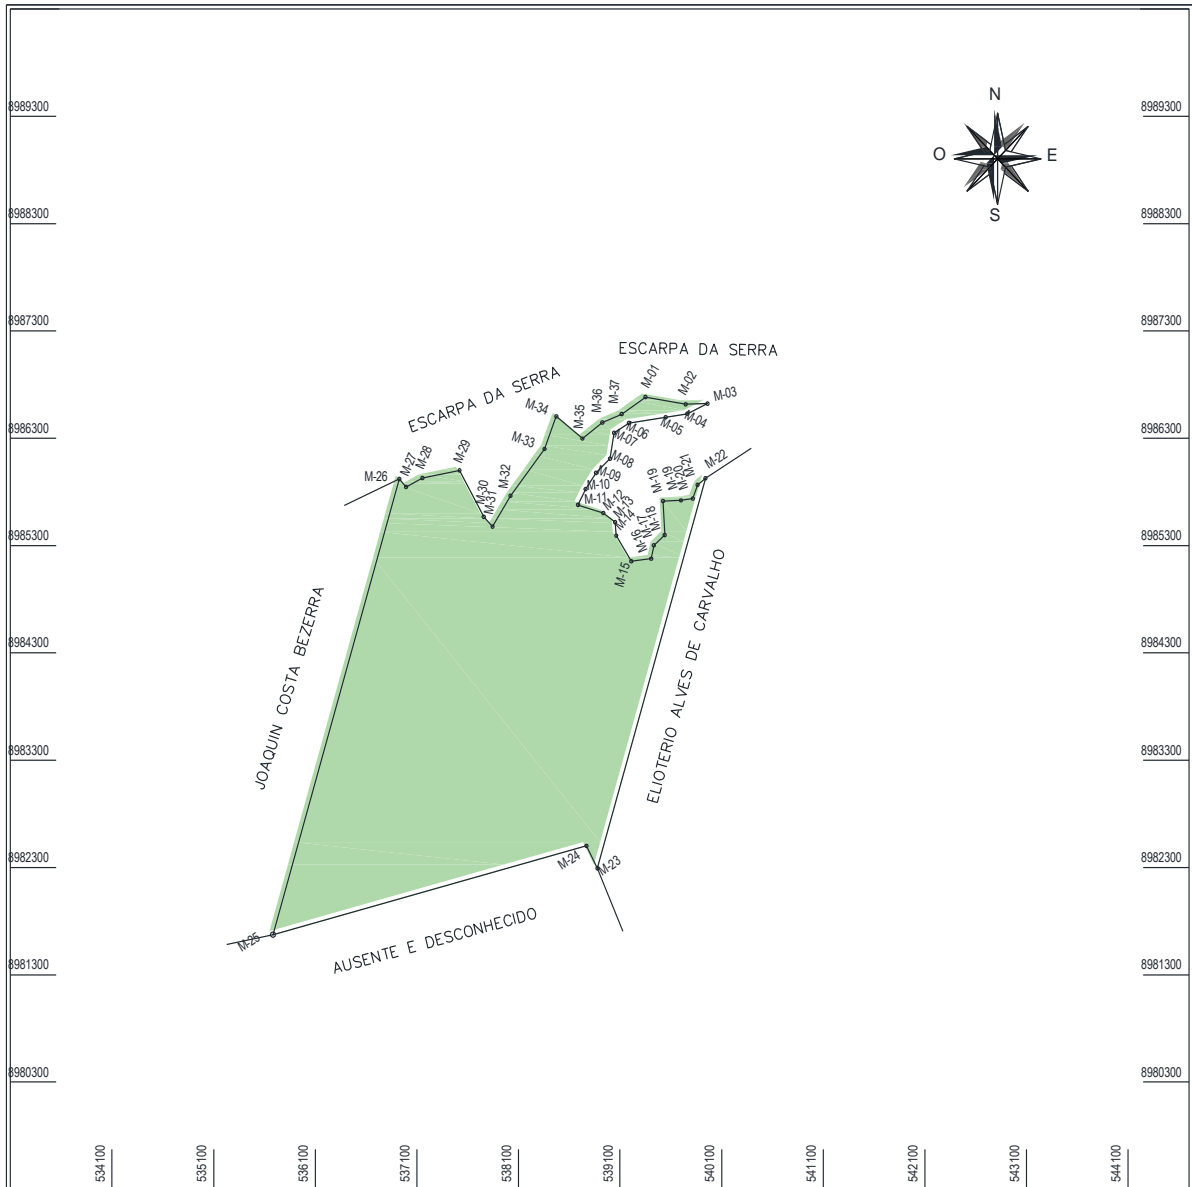 N
O
E
S
8989300
8989300
8988300
8988300
8987300
8987300
ESCARPA DA SERRA
ESCARPA DA SERRA
M-01
M-02
M-03
M-04
M-05
M-06
M-07
M-08
M-09
M-10
M-11
M-12
M-13
M-14
M-15
M-16
M-17
M-18
M-19
M-19
M-20
M-21
M-22
M-37
M-36
M-35
M-34
M-33
M-32
M-31
M-30
M-29
M-28
M-27
M-26
8986300
8986300
8985300
8985300
JOAQUIN COSTA BEZERRA
ELIOTERIO ALVES DE CARVALHO
8984300
8984300
8983300
8983300
8982300
8982300
M-24
M-23
M-25
AUSENTE E DESCONHECIDO
8981300
8981300
8980300
8980300
534100
535100
536100
537100
538100
539100
540100
541100
542100
543100
544100